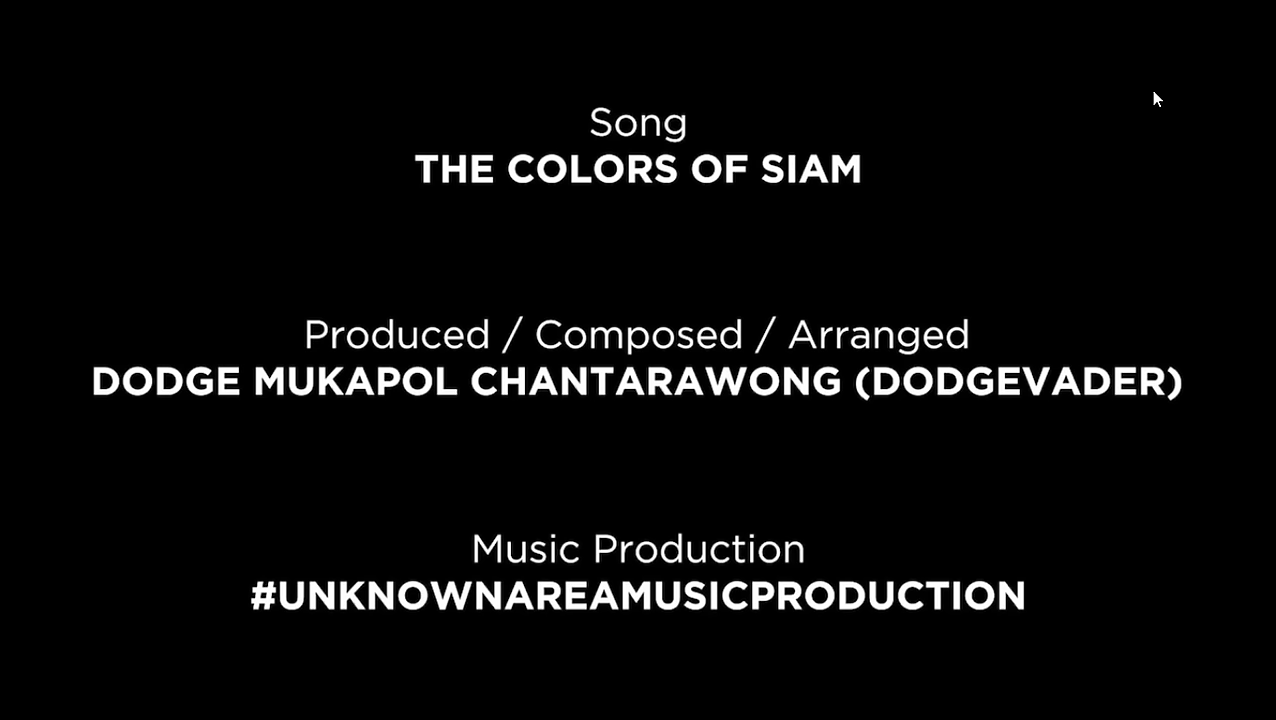 Song
THE COLORS OF SIAM
Produced / Composed / Arranged
DODGE MUKAPOL CHANTARAWONG (DODGEVADER)
Music Production
#UNKNOWNAREAMUSICPRODUCTION